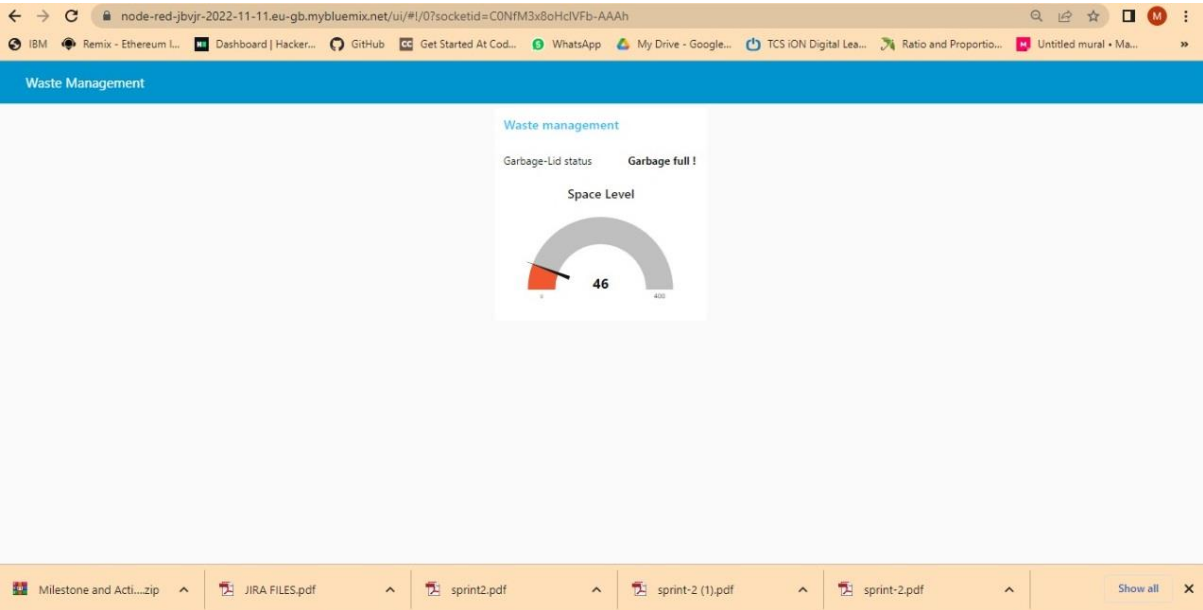 node-red-jbvjr-2022-11-11.eu-gb.mybluemix.net/ui/#!/0?socketid=C0NfM3x8oHcIVFb-AAAh
M
IBM Remix - Ethereum I... Dashboard | Hacker... GitHub Get Started At Cod... WhatsApp My Drive - Google... TCS iON Digital Lea... Ratio and Proportio... Untitled mural • Ma... »
Waste Management
Waste management
Garbage-Lid status Garbage full !
Space Level
46
0 400
Milestone and Acti....zip JIRA FILES.pdf sprint2.pdf sprint-2 (1).pdf sprint-2.pdf Show all